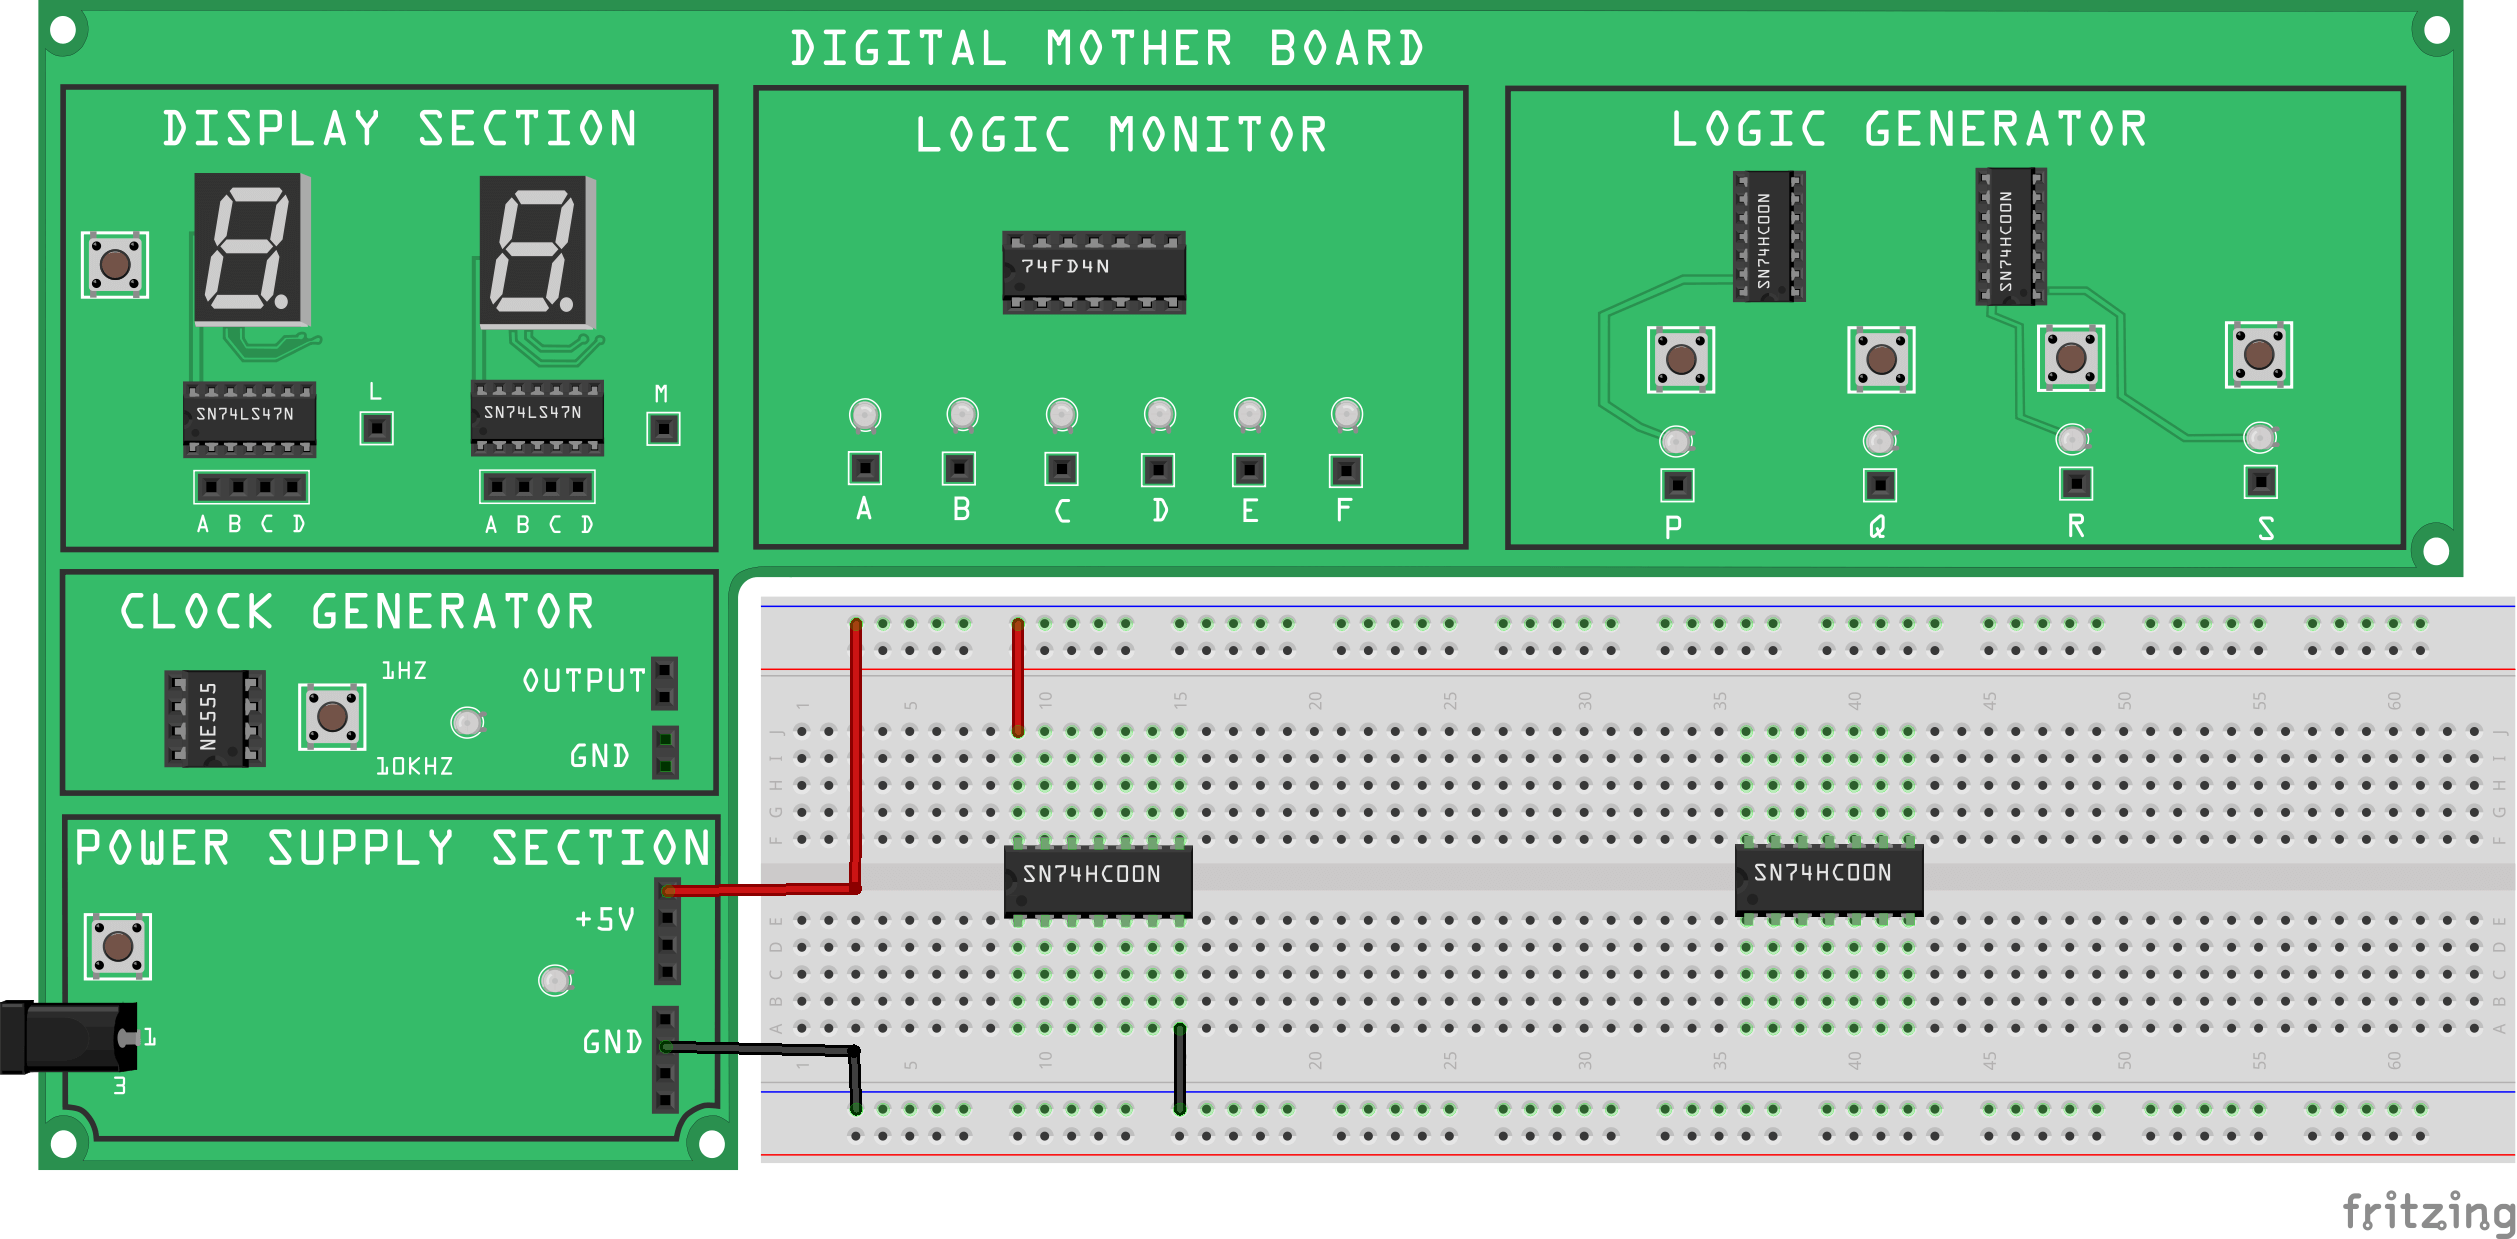 DIGITAL MOTHER BOARD
DISPLAY SECTION
SN74LS47N
L
A B C D
SN74LS47N
M
A B C D
LOGIC MONITOR
74FD4N
A B C D E F
LOGIC GENERATOR
SN74HC00N
SN74HC00N
P Q R S
CLOCK GENERATOR
NE555
1HZ
10KHZ
OUTPUT
GND
POWER SUPPLY SECTION
+5V
GND
1
3
1 5 10 15 20 25 30 35 40 45 50 55 60
J J
I I
H H
G G
F F
SN74HC00N
SN74HC00N
E E
D D
C C
B B
A A
1 5 10 15 20 25 30 35 40 45 50 55 60
fritzing